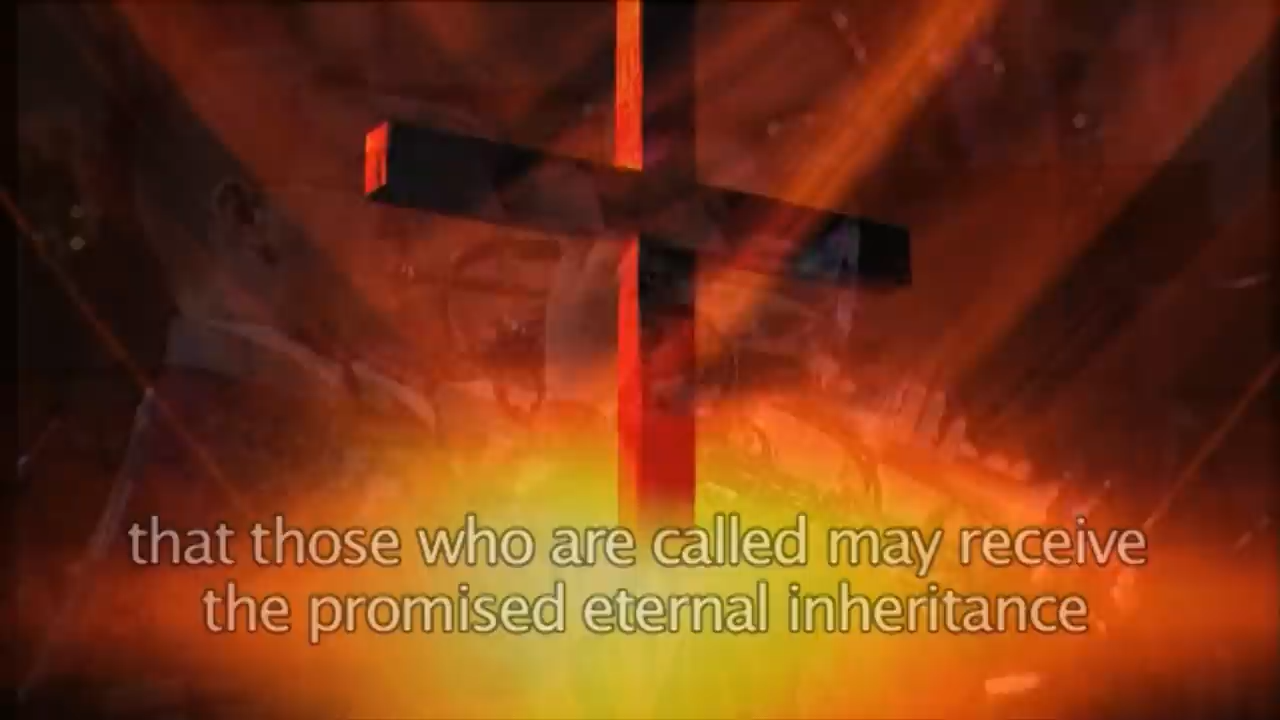 that those who are called may receive
the promised eternal inheritance